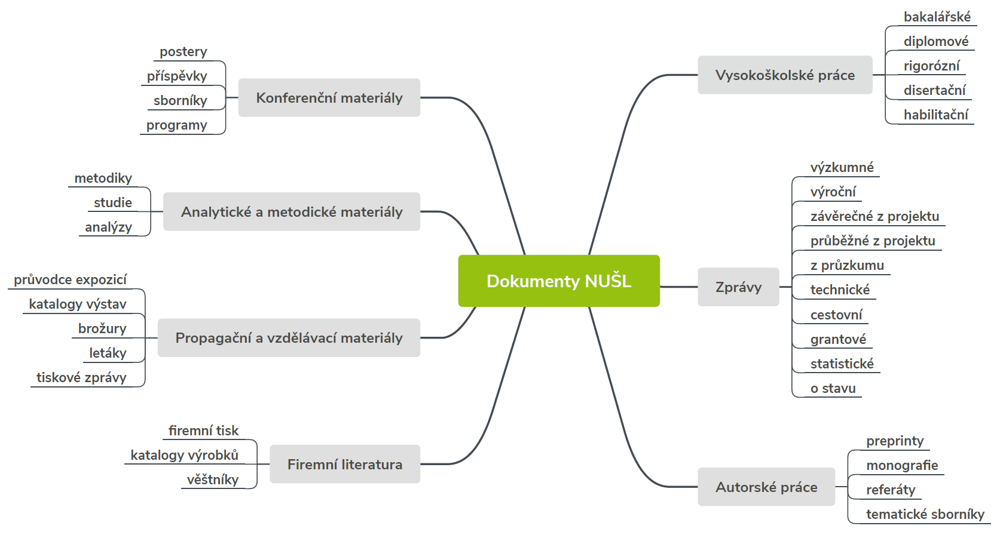 Dokumenty NUŠL
Konferenční materiály
postery
příspěvky
sborníky
programy
Analytické a metodické materiály
metodiky
studie
analýzy
Propagační a vzdělávací materiály
průvodce expozicí
katalogy výstav
brožury
letáky
tiskové zprávy
Firemní literatura
firemní tisk
katalogy výrobků
věštníky
Vysokoškolské práce
bakalářské
diplomové
rigorózní
disertační
habilitační
Zprávy
výzkumné
výroční
závěrečné z projektu
průběžné z projektu
z průzkumu
technické
cestovní
grantové
statistické
o stavu
Autorské práce
preprinty
monografie
referáty
tematické sborníky